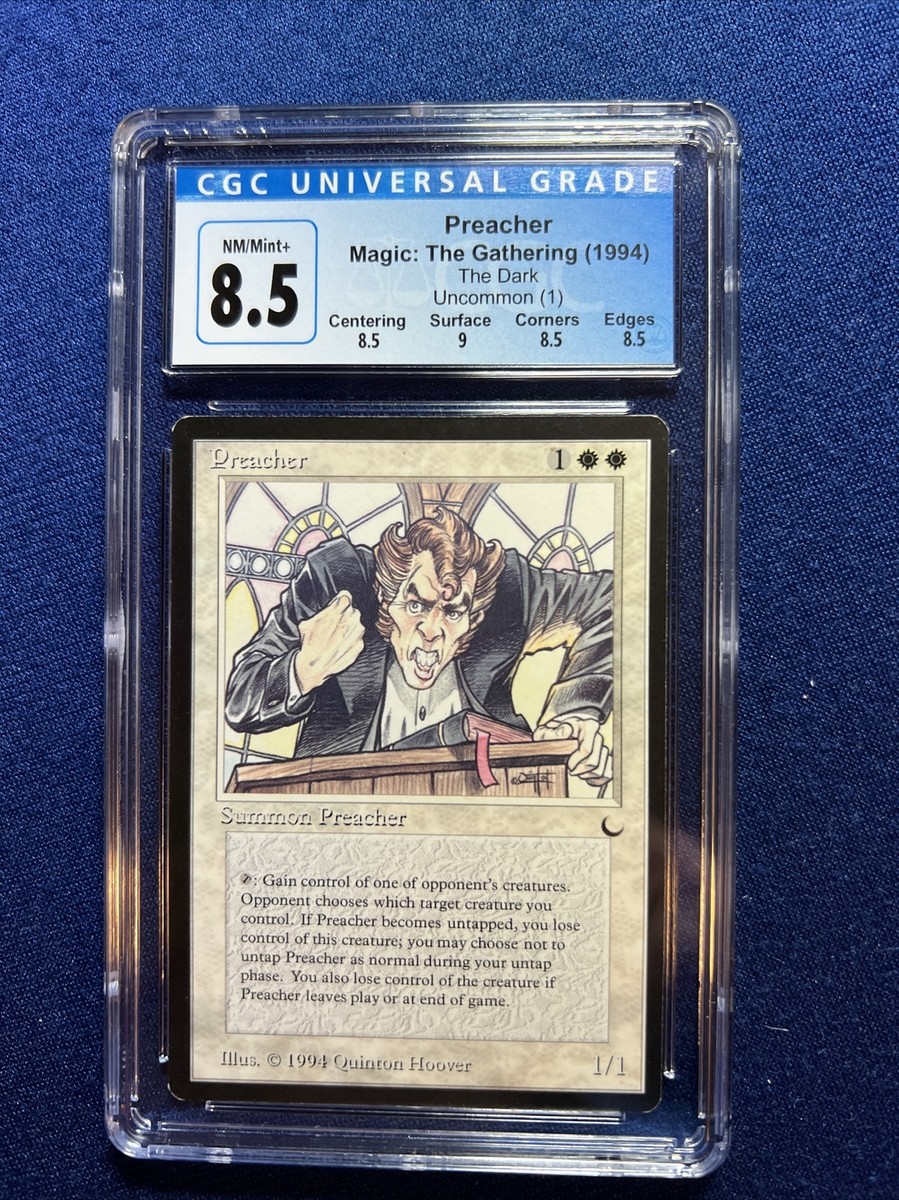 CGC UNIVERSAL GRADE
NM/Mint+
8.5
Preacher
Magic: The Gathering (1994)
The Dark
Uncommon (1)
Centering Surface Corners Edges
8.5 9 8.5 8.5
Preacher 1
Summon Preacher
: Gain control of one of opponent's creatures.
Opponent chooses which target creature you
control. If Preacher becomes untapped, you lose
control of this creature; you may choose not to
untap Preacher as normal during your untap
phase. You also lose control of the creature if
Preacher leaves play or at end of game.
Illus. © 1994 Quinton Hoover
1/1